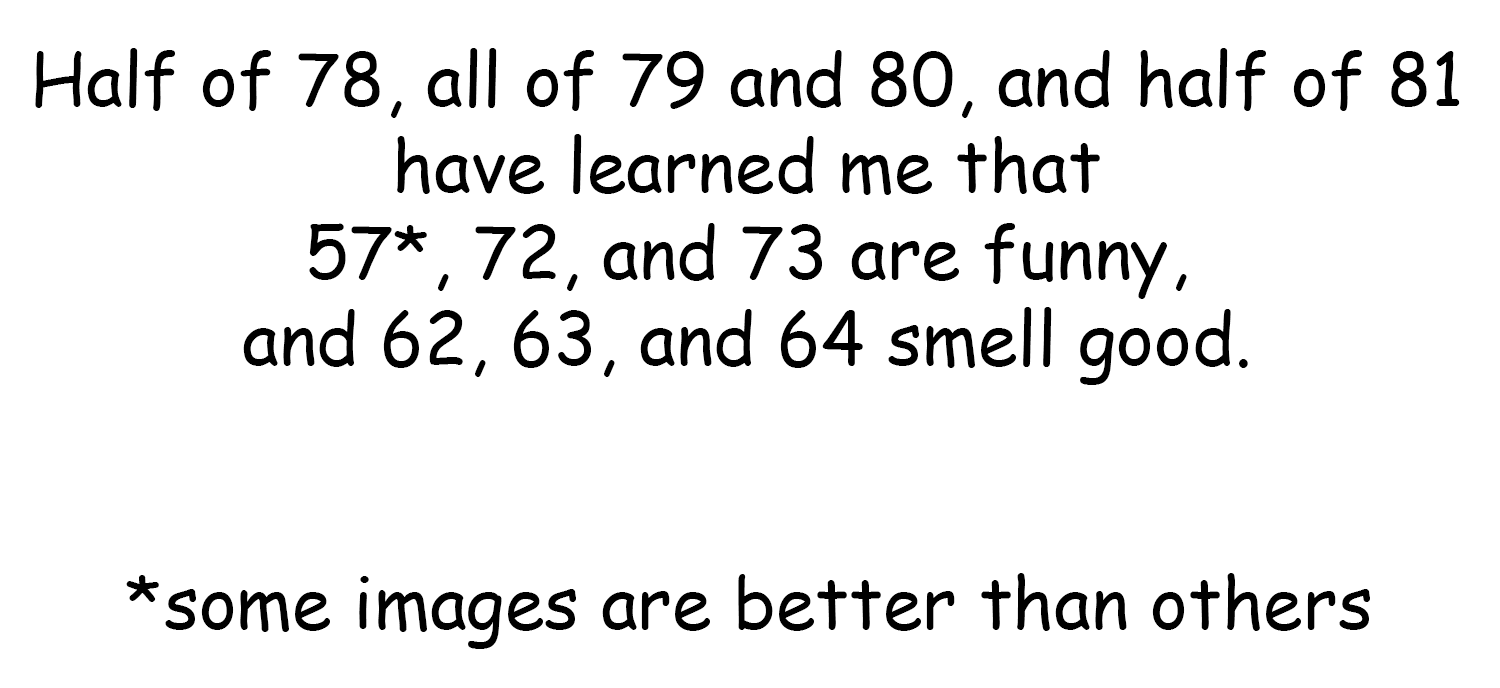 Half of 78, all of 79 and 80, and half of 81
have learned me that
57*, 72, and 73 are funny,
and 62, 63, and 64 smell good.
*some images are better than others